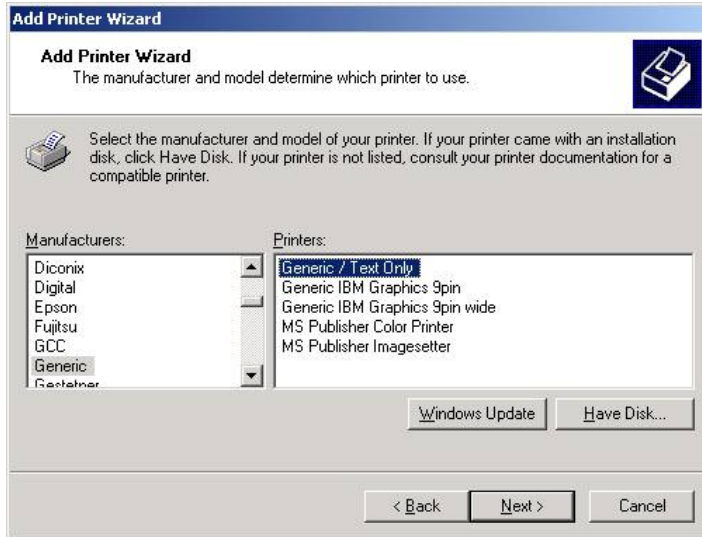 Add Printer Wizard
Add Printer Wizard
The manufacturer and model determine which printer to use.
Select the manufacturer and model of your printer. If your printer came with an installation
disk, click Have Disk. If your printer is not listed, consult your printer documentation for a
compatible printer.
Manufacturers:
Diconix
Digital
Epson
Fujitsu
GCC
Generic
Gestetner
Printers:
Generic / Text Only
Generic IBM Graphics 9pin
Generic IBM Graphics 9pin wide
MS Publisher Color Printer
MS Publisher Imagesetter
Windows Update
Have Disk...
< Back
Next >
Cancel